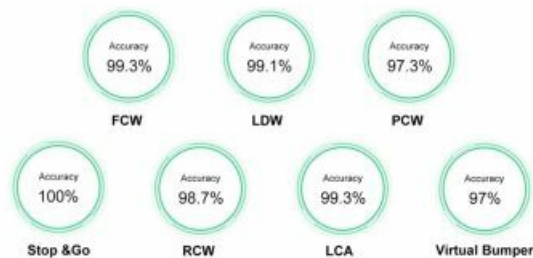 Accuracy
99.3%
FCW
Accuracy
99.1%
LDW
Accuracy
97.3%
PCW
Accuracy
100%
Stop &Go
Accuracy
98.7%
RCW
Accuracy
99.3%
LCA
Accuracy
97%
Virtual Bumper